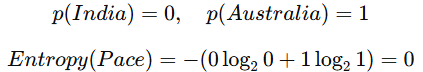 p(India) = 0, p(Australia) = 1
Entropy(Pace) = −(0 log₂ 0 + 1 log₂ 1) = 0